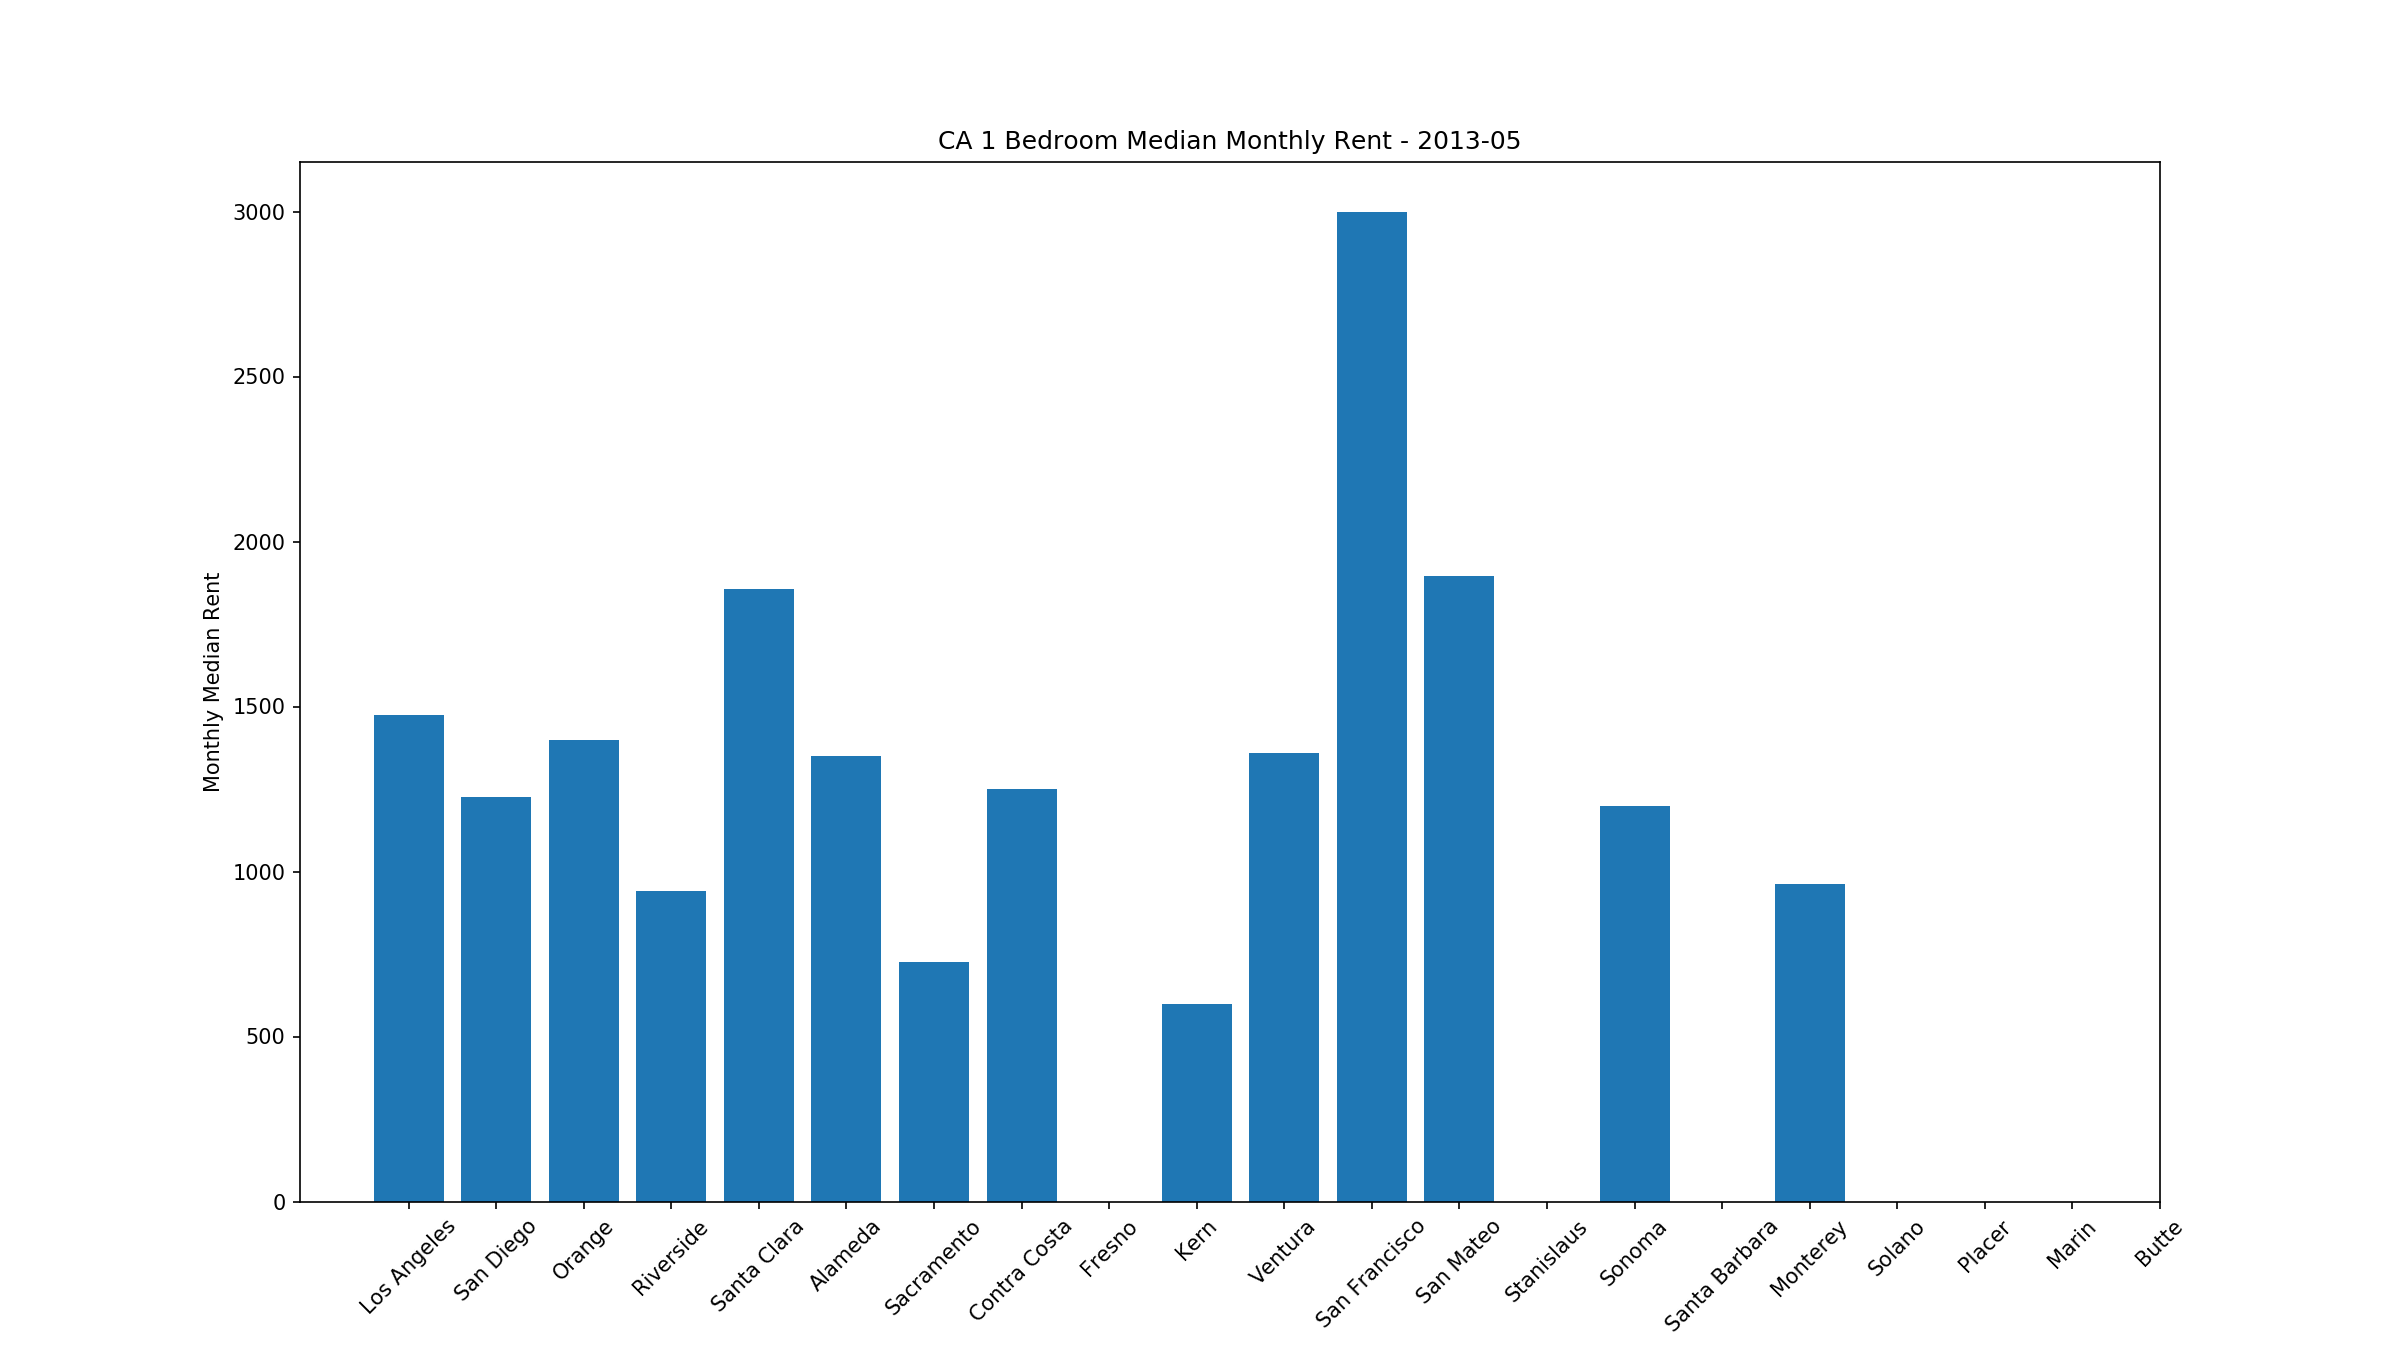 CA 1 Bedroom Median Monthly Rent - 2013-05
Monthly Median Rent
3000
2500
2000
1500
1000
500
0
Los Angeles
San Diego
Orange
Riverside
Santa Clara
Alameda
Sacramento
Contra Costa
Fresno
Kern
Ventura
San Francisco
San Mateo
Stanislaus
Sonoma
Santa Barbara
Monterey
Solano
Placer
Marin
Butte